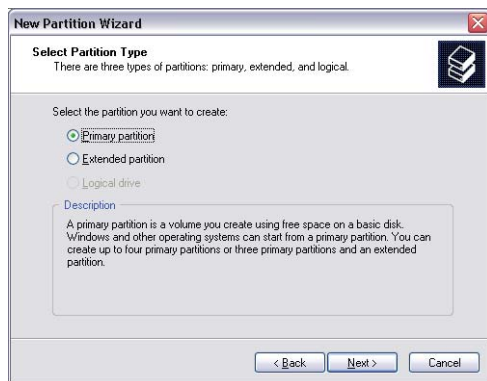 New Partition Wizard
Select Partition Type
There are three types of partitions: primary, extended, and logical.
Select the partition you want to create:
Primary partition
Extended partition
Logical drive
Description
A primary partition is a volume you create using free space on a basic disk.
Windows and other operating systems can start from a primary partition. You can
create up to four primary partitions or three primary partitions and an extended
partition.
< Back
Next >
Cancel